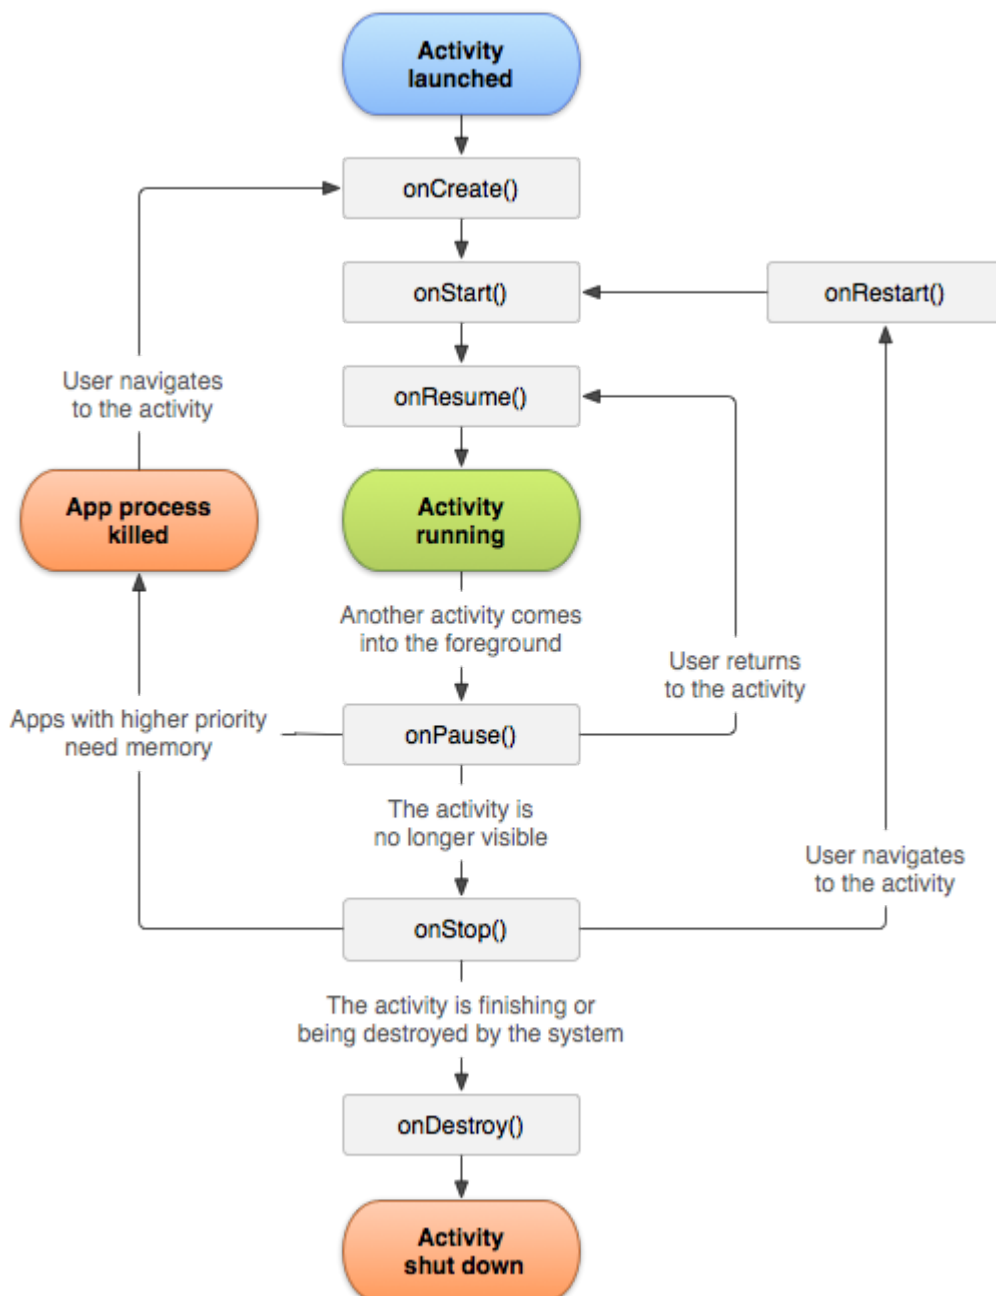 Activity
launched
onCreate()
onStart()
onRestart()
User navigates
to the activity
onResume()
App process
killed
Activity
running
Another activity comes
into the foreground
User returns
to the activity
Apps with higher priority
need memory
onPause()
The activity is
no longer visible
User navigates
to the activity
onStop()
The activity is finishing or
being destroyed by the system
onDestroy()
Activity
shut down